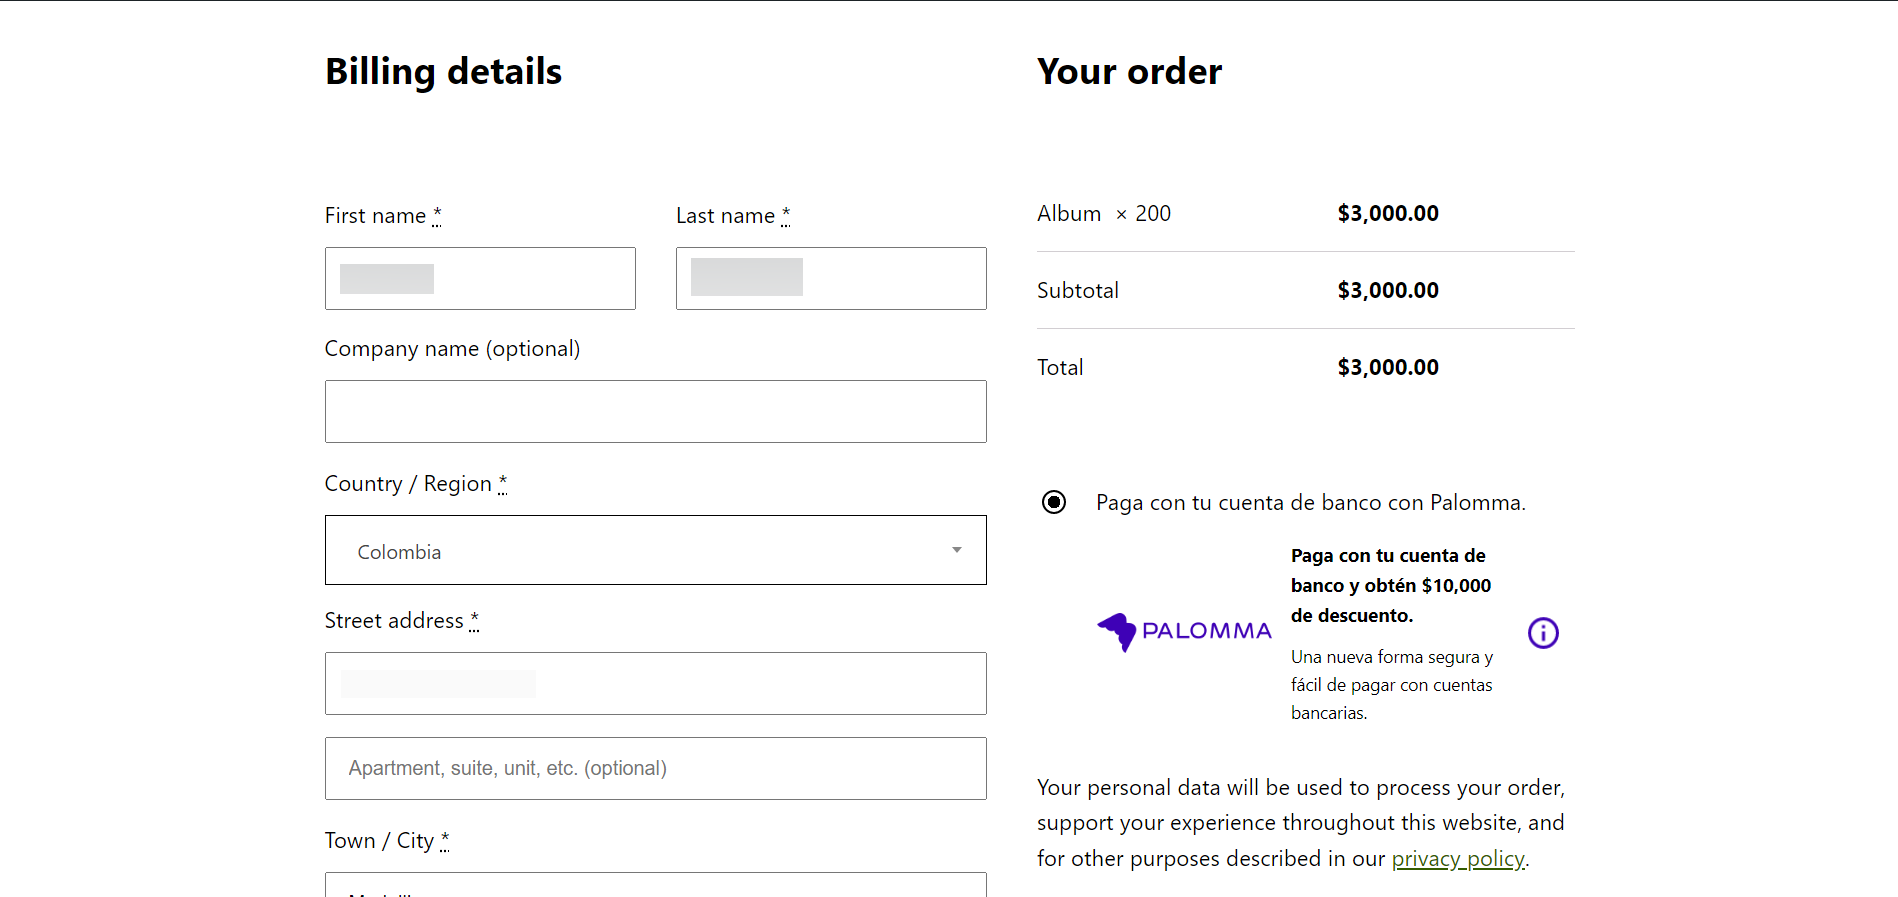 Billing details
First name *
Last name *
Company name (optional)
Country / Region *
Colombia
Street address *
Apartment, suite, unit, etc. (optional)
Town / City *
Your order
Album × 200 $3,000.00
Subtotal $3,000.00
Total $3,000.00
Paga con tu cuenta de banco con Palomma.
PALOMMA
Paga con tu cuenta de
banco y obtén $10,000
de descuento.
Una nueva forma segura y
fácil de pagar con cuentas
bancarias.
Your personal data will be used to process your order,
support your experience throughout this website, and
for other purposes described in our privacy policy.